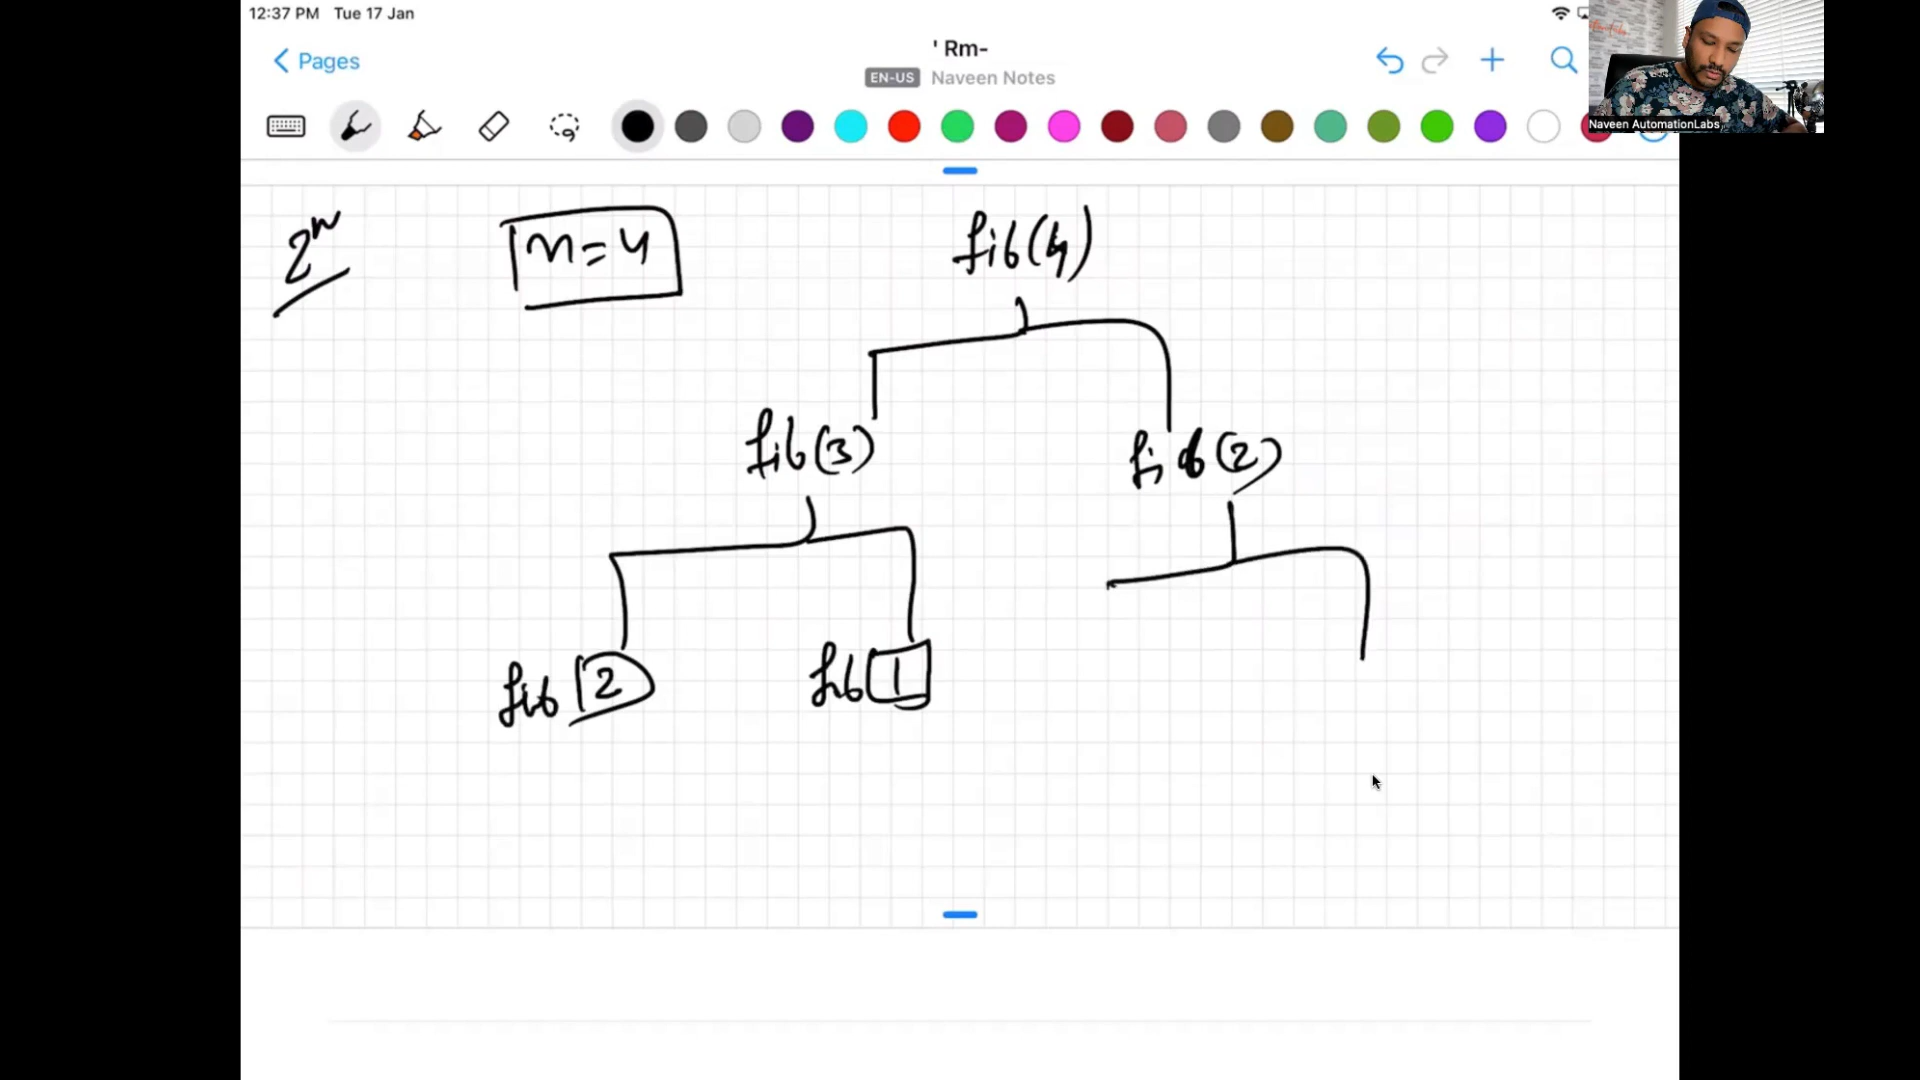 12:37 PM Tue 17 Jan
Pages
' Rm-
EN-US Naveen Notes
Naveen AutomationLabs
2^n
n=4
fib(4)
fib(3) fib(2)
fib(2) fib(1)